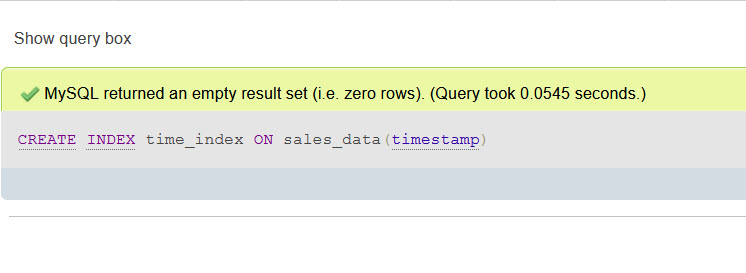 Show query box
MySQL returned an empty result set (i.e. zero rows). (Query took 0.0545 seconds.)
CREATE INDEX time_index ON sales_data(timestamp)